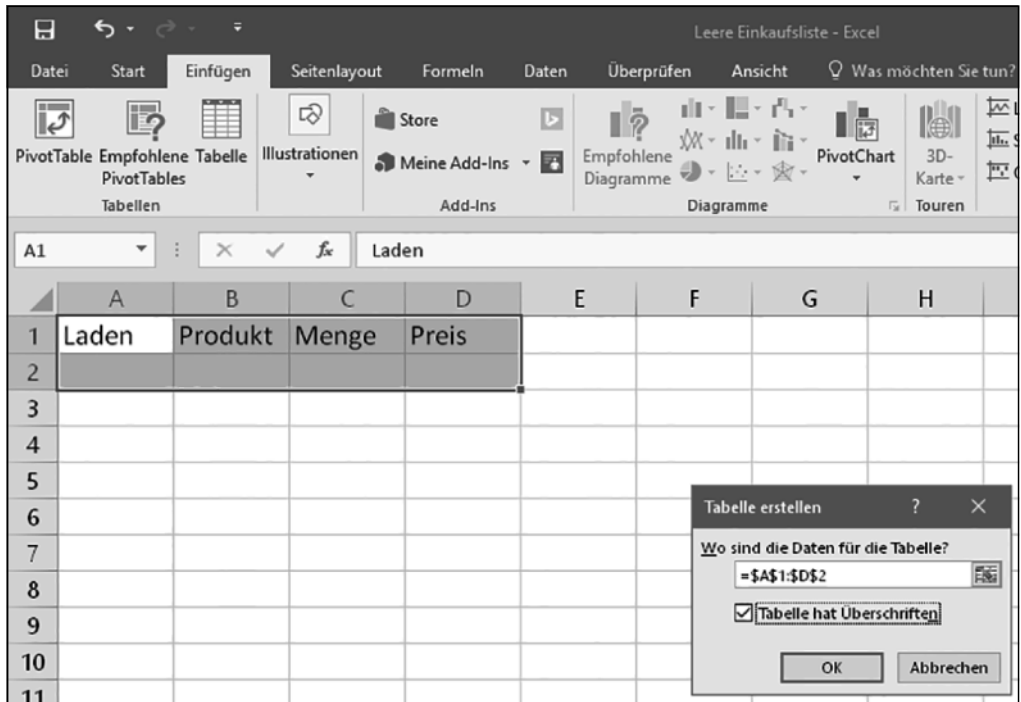 Leere Einkaufsliste - Excel
Datei Start Einfügen Seitenlayout Formeln Daten Überprüfen Ansicht Was möchten Sie tun?
PivotTable Empfohlene PivotTables Tabelle
Tabellen
Illustrationen
Store
Meine Add-Ins
Add-Ins
Empfohlene Diagramme
PivotChart
Diagramme
3D-Karte
Touren
A1 fx Laden
A B C D E F G H
1 Laden Produkt Menge Preis
2
3
4
5
6
7
8
9
10
11
Tabelle erstellen ?
Wo sind die Daten für die Tabelle?
=$A$1:$D$2
Tabelle hat Überschriften
OK Abbrechen